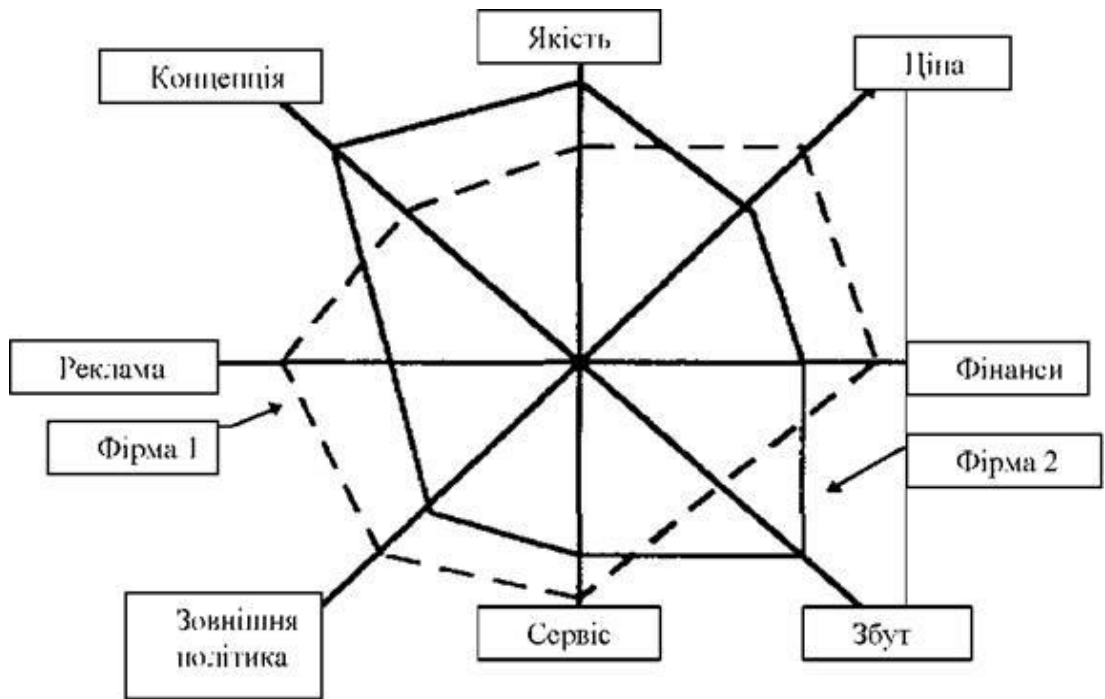 Якість
Ціна
Концепція
Реклама
Фінанси
Фірма 1
Фірма 2
Зовнішня
політика
Сервіс
Збут